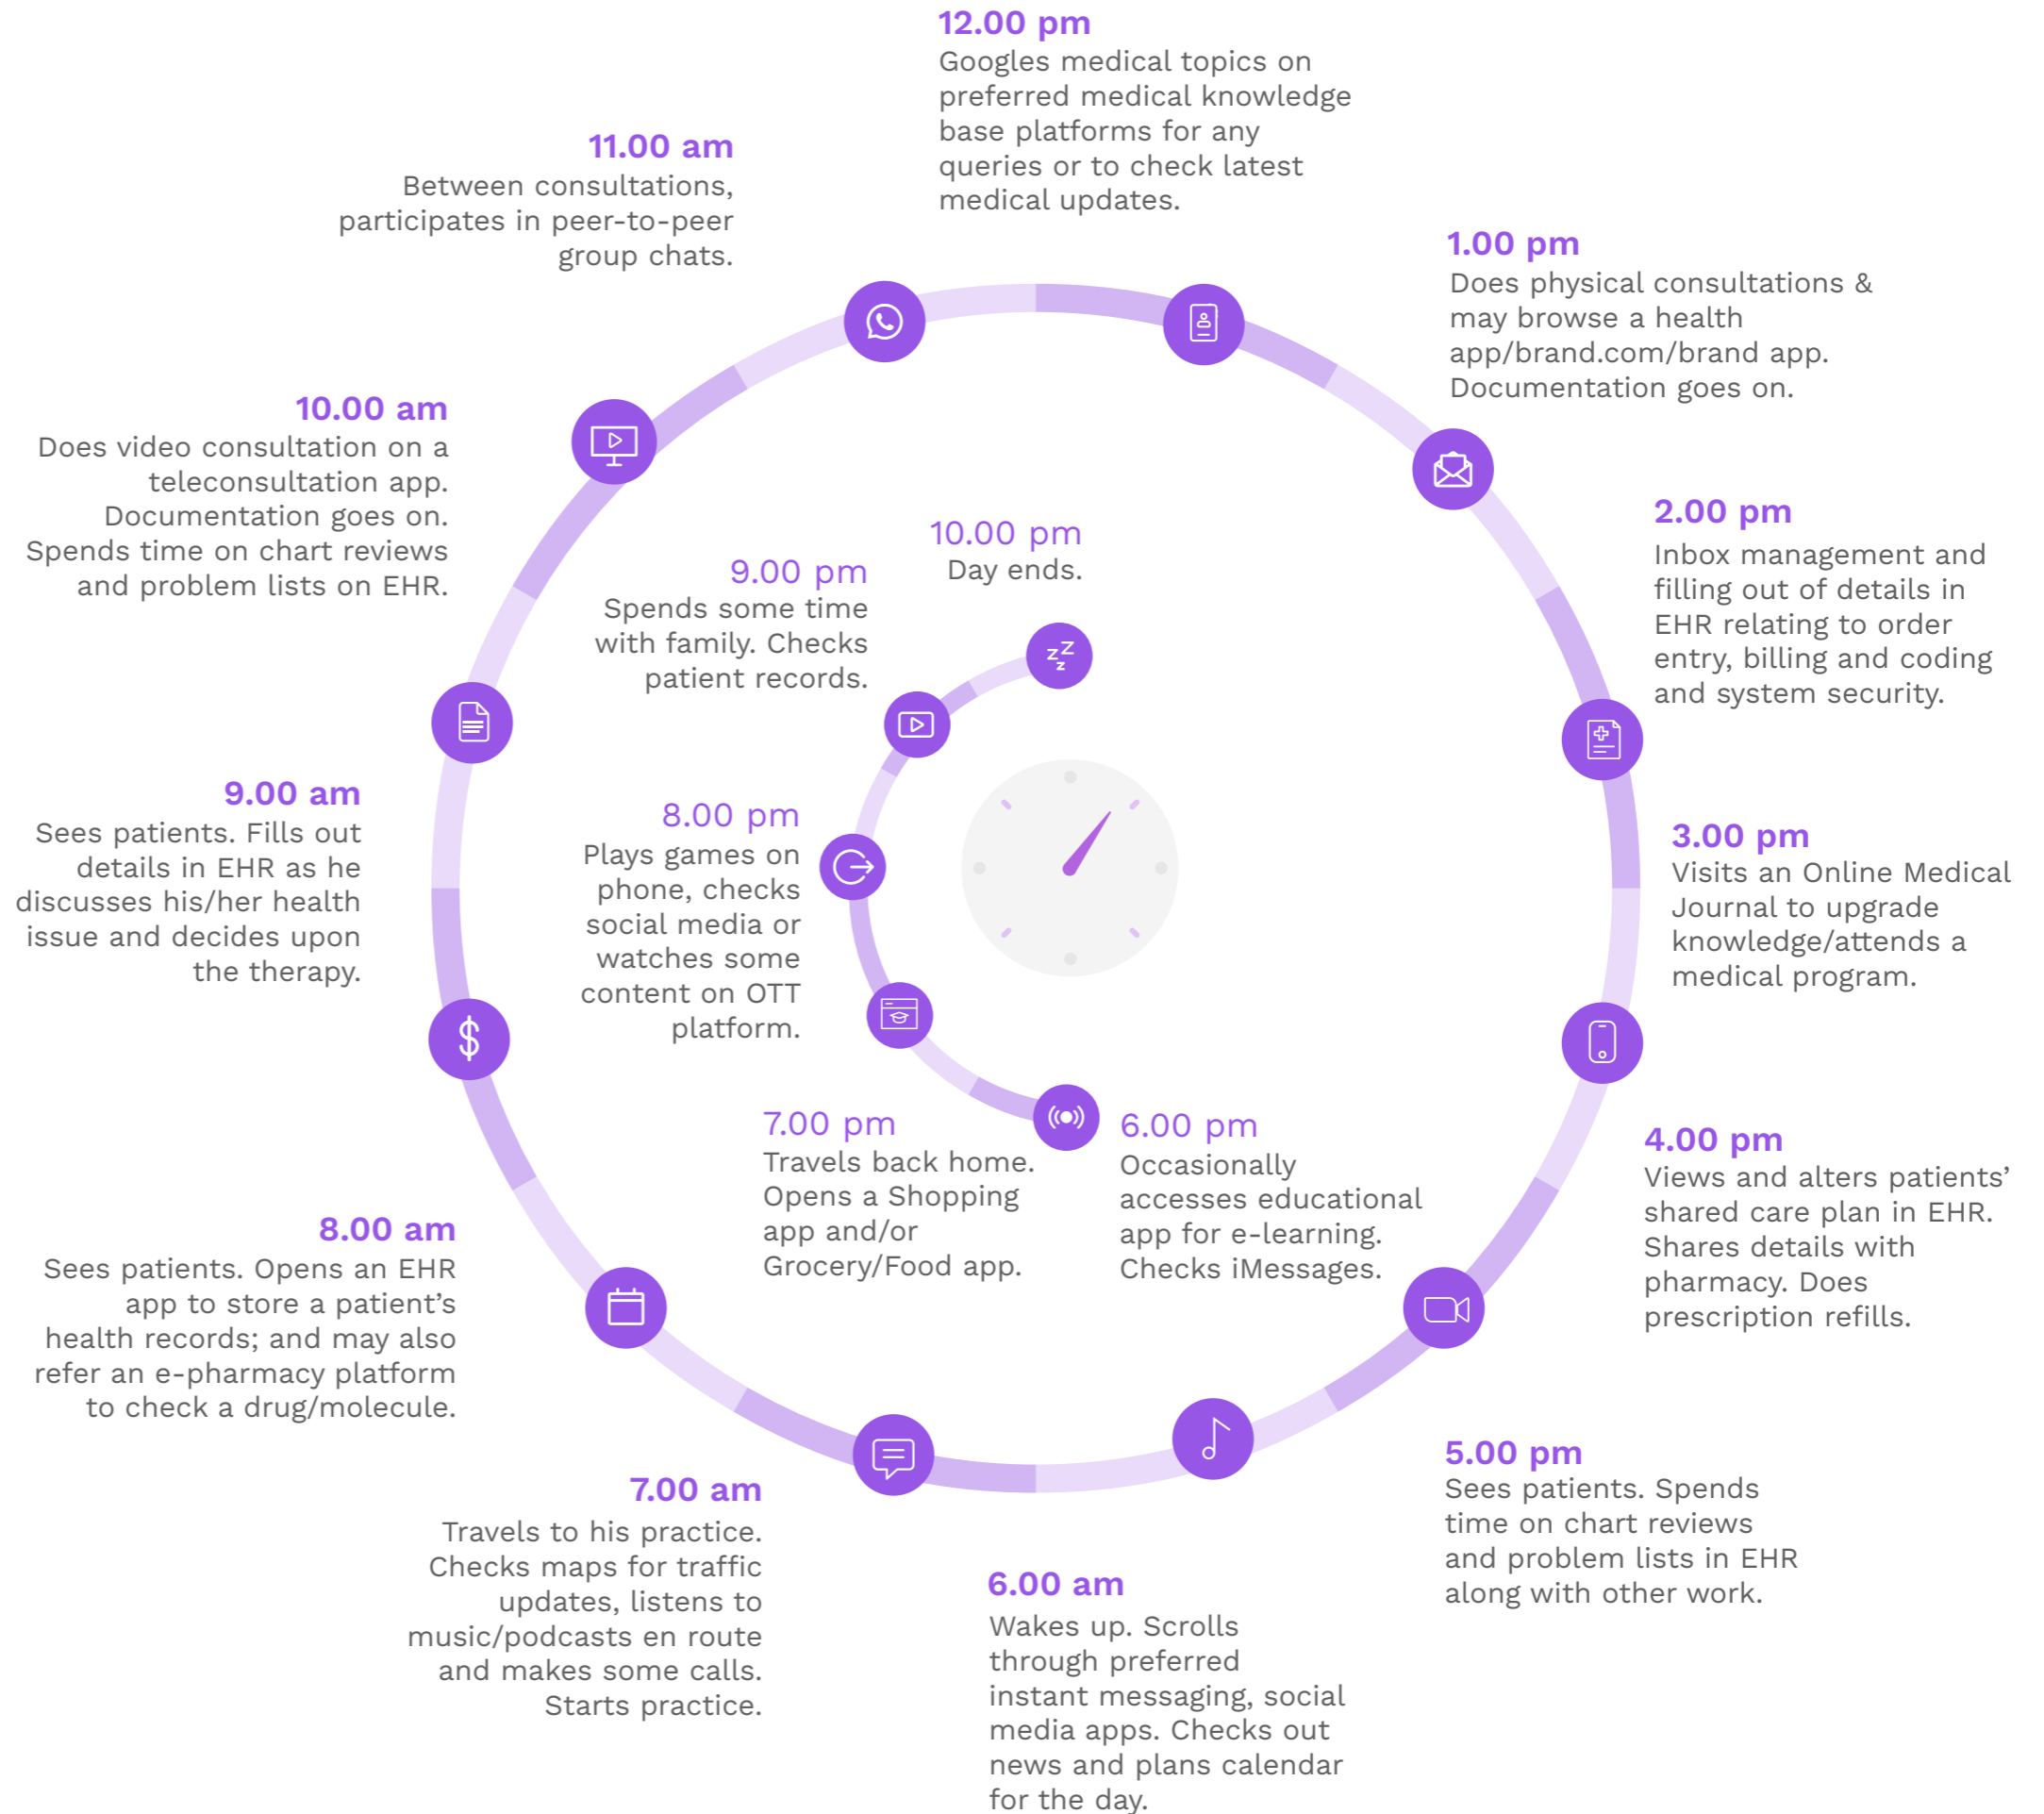 12.00 pm
Googles medical topics on
preferred medical knowledge
base platforms for any
queries or to check latest
medical updates.
11.00 am
Between consultations,
participates in peer-to-peer
group chats.
1.00 pm
Does physical consultations &
may browse a health
app/brand.com/brand app.
Documentation goes on.
10.00 am
Does video consultation on a
teleconsultation app.
Documentation goes on.
Spends time on chart reviews
and problem lists on EHR.
2.00 pm
Inbox management and
filling out of details in
EHR relating to order
entry, billing and coding
and system security.
10.00 pm
Day ends.
9.00 pm
Spends some time
with family. Checks
patient records.
zzz
9.00 am
Sees patients. Fills out
details in EHR as he
discusses his/her health
issue and decides upon
the therapy.
8.00 pm
Plays games on
phone, checks
social media or
watches some
content on OTT
platform.
3.00 pm
Visits an Online Medical
Journal to upgrade
knowledge/attends a
medical program.
$
7.00 pm
Travels back home.
Opens a Shopping
app and/or
Grocery/Food app.
6.00 pm
Occasionally
accesses educational
app for e-learning.
Checks iMessages.
4.00 pm
Views and alters patients’
shared care plan in EHR.
Shares details with
pharmacy. Does
prescription refills.
8.00 am
Sees patients. Opens an EHR
app to store a patient’s
health records; and may also
refer an e-pharmacy platform
to check a drug/molecule.
5.00 pm
Sees patients. Spends
time on chart reviews
and problem lists in EHR
along with other work.
7.00 am
Travels to his practice.
Checks maps for traffic
updates, listens to
music/podcasts en route
and makes some calls.
Starts practice.
6.00 am
Wakes up. Scrolls
through preferred
instant messaging, social
media apps. Checks out
news and plans calendar
for the day.